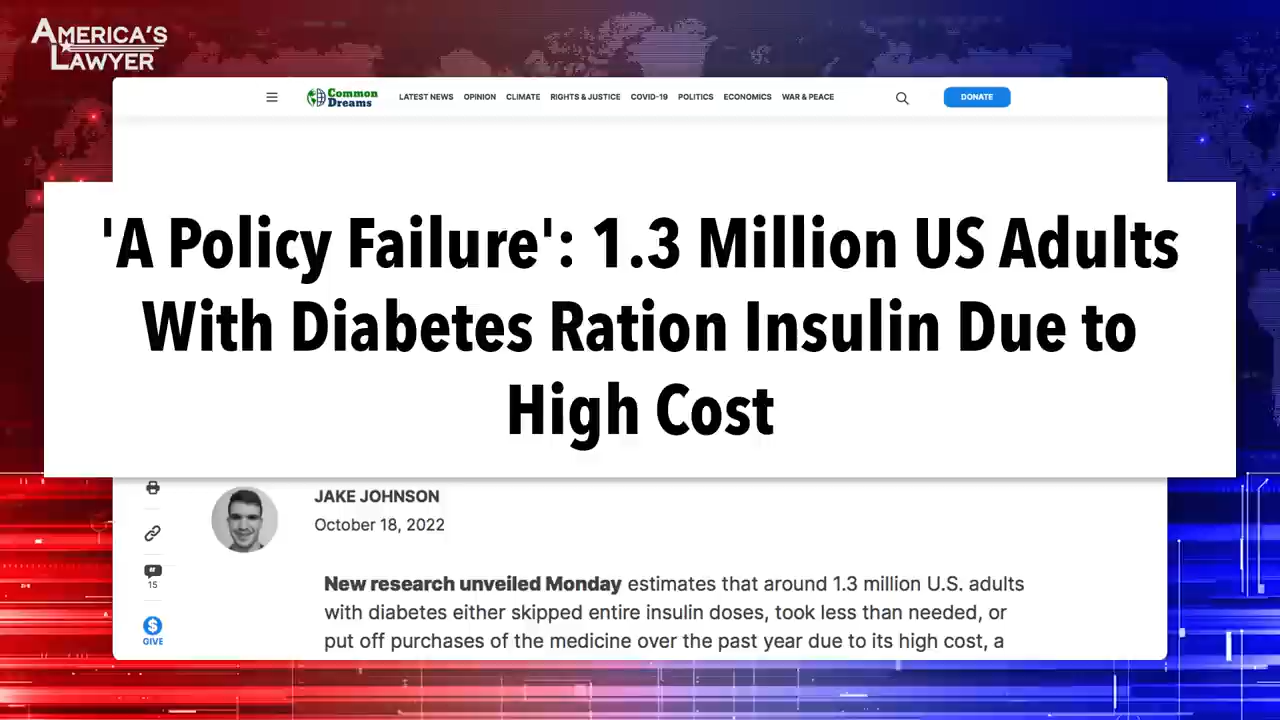 AMERICA'S
LAWYER
Common
Dreams
LATEST NEWS OPINION CLIMATE RIGHTS & JUSTICE COVID-19 POLITICS ECONOMICS WAR & PEACE
DONATE
'A Policy Failure': 1.3 Million US Adults
With Diabetes Ration Insulin Due to
High Cost
JAKE JOHNSON
October 18, 2022
15
GIVE
New research unveiled Monday estimates that around 1.3 million U.S. adults
with diabetes either skipped entire insulin doses, took less than needed, or
put off purchases of the medicine over the past year due to its high cost, a